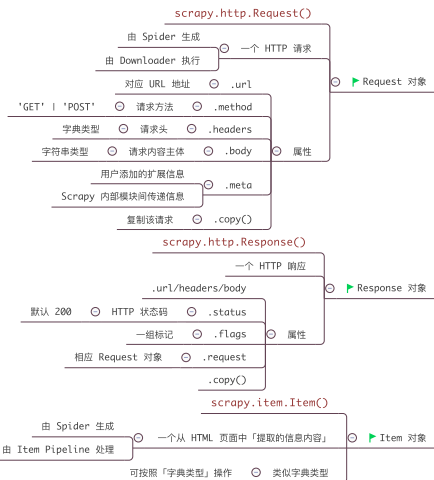 scrapy.http.Request()
由 Spider 生成
一个 HTTP 请求
由 Downloader 执行
Request 对象
对应 URL 地址 .url
'GET' | 'POST' 请求方法 .method
字典类型 请求头 .headers
字符串类型 请求内容主体 .body 属性
用户添加的扩展信息
.meta
Scrapy 内部模块间传递信息
复制该请求 .copy()
scrapy.http.Response()
一个 HTTP 响应
.url/headers/body Response 对象
默认 200 HTTP 状态码 .status
一组标记 .flags 属性
相应 Request 对象 .request
.copy()
scrapy.item.Item()
由 Spider 生成
一个从 HTML 页面中「提取的信息内容」 Item 对象
由 Item Pipeline 处理
可按照「字典类型」操作 类似字典类型